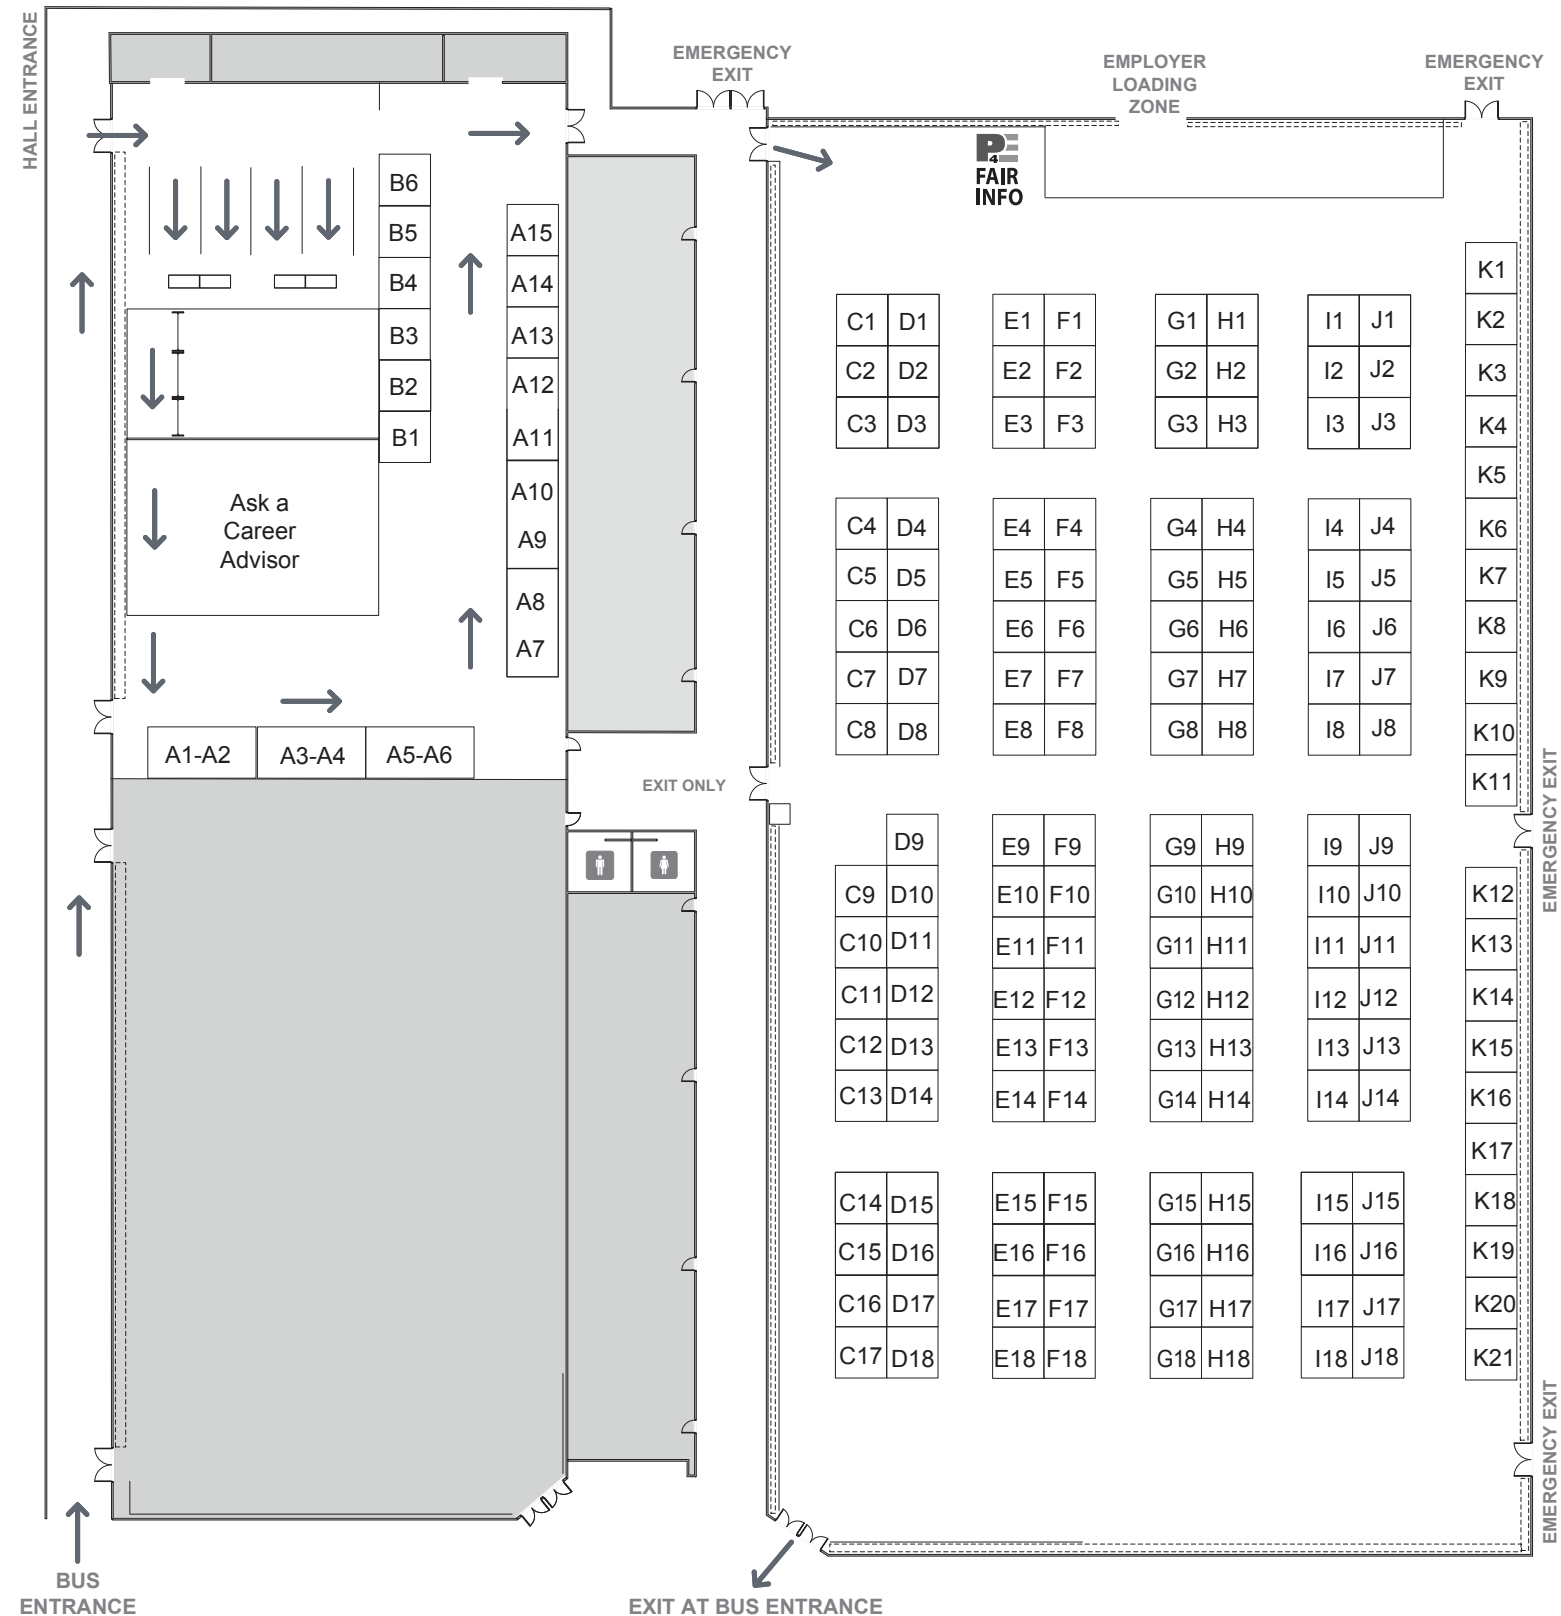 HALL ENTRANCE
EMERGENCY
EXIT
EMPLOYER
LOADING
ZONE
EMERGENCY
EXIT
P4E
FAIR
INFO
B6
B5
B4
B3
B2
B1
A15
A14
A13
A12
A11
A10
A9
A8
A7
Ask a
Career
Advisor
A1-A2 A3-A4 A5-A6
EXIT ONLY
K1
C1 D1 E1 F1 G1 H1 I1 J1 K2
C2 D2 E2 F2 G2 H2 I2 J2 K3
C3 D3 E3 F3 G3 H3 I3 J3 K4
K5
C4 D4 E4 F4 G4 H4 I4 J4 K6
C5 D5 E5 F5 G5 H5 I5 J5 K7
C6 D6 E6 F6 G6 H6 I6 J6 K8
C7 D7 E7 F7 G7 H7 I7 J7 K9
C8 D8 E8 F8 G8 H8 I8 J8 K10
K11
EMERGENCY EXIT
D9 E9 F9 G9 H9 I9 J9
C9 D10 E10 F10 G10 H10 I10 J10 K12
C10 D11 E11 F11 G11 H11 I11 J11 K13
C11 D12 E12 F12 G12 H12 I12 J12 K14
C12 D13 E13 F13 G13 H13 I13 J13 K15
C13 D14 E14 F14 G14 H14 I14 J14 K16
K17
C14 D15 E15 F15 G15 H15 I15 J15 K18
C15 D16 E16 F16 G16 H16 I16 J16 K19
C16 D17 E17 F17 G17 H17 I17 J17 K20
C17 D18 E18 F18 G18 H18 I18 J18 K21
EMERGENCY EXIT
BUS
ENTRANCE
EXIT AT BUS ENTRANCE